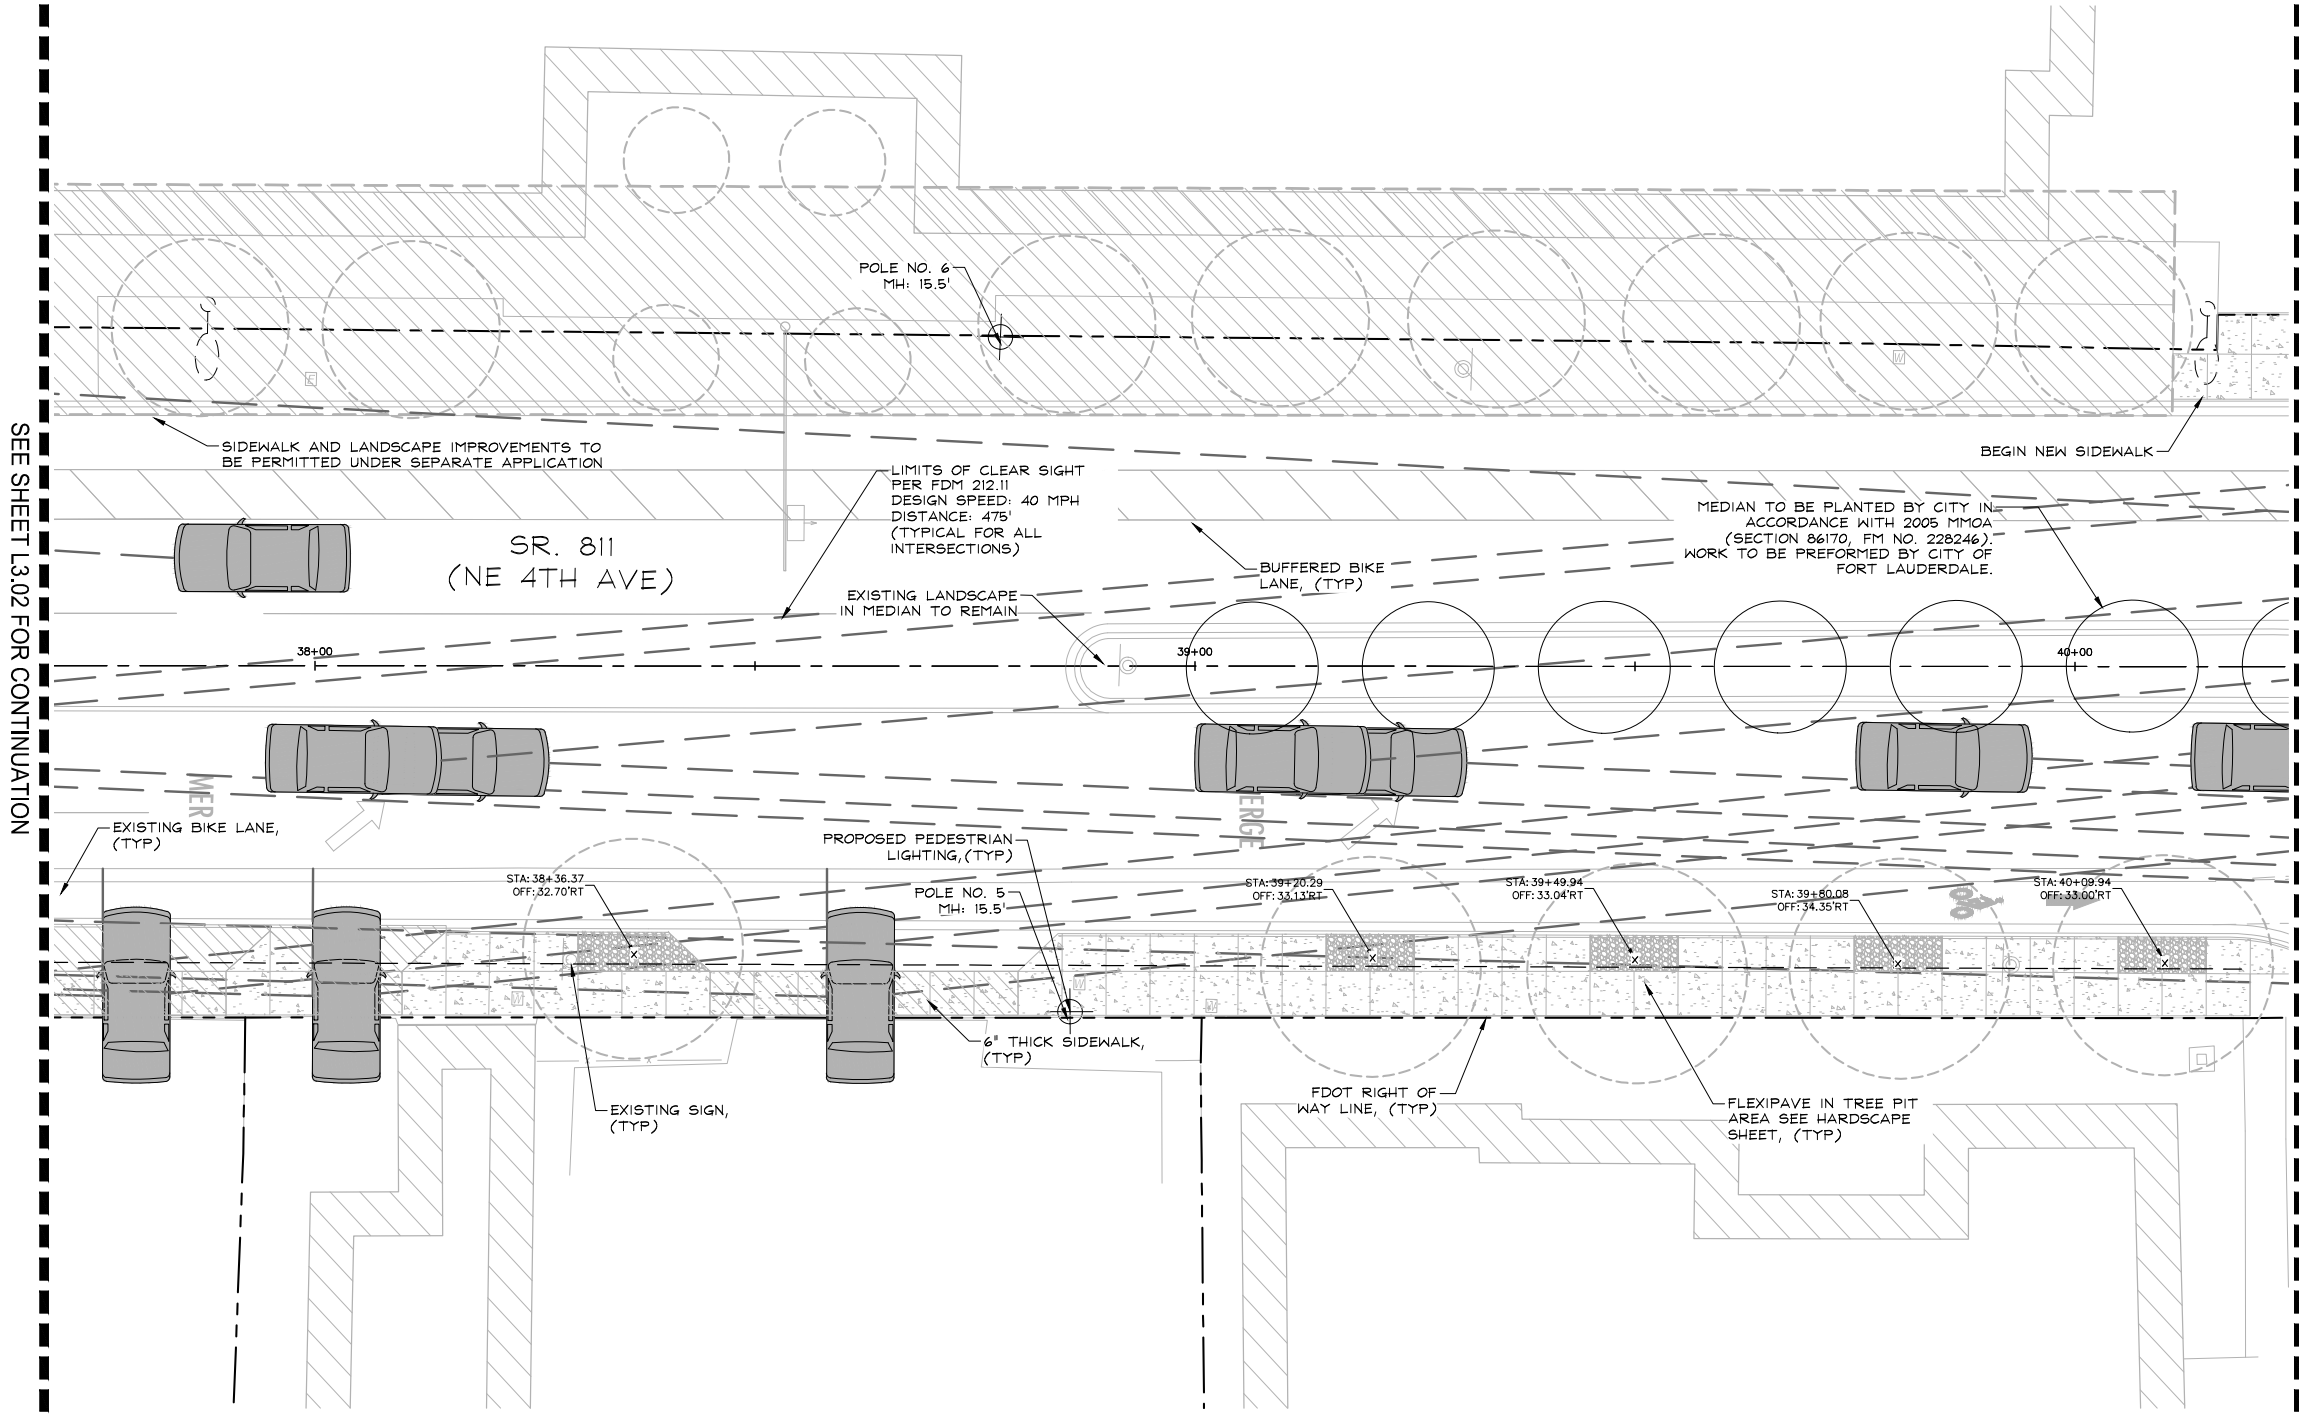 POLE NO. 6
MH: 15.5'
SIDEWALK AND LANDSCAPE IMPROVEMENTS TO
BE PERMITTED UNDER SEPARATE APPLICATION
LIMITS OF CLEAR SIGHT
PER FDM 212.11
DESIGN SPEED: 40 MPH
DISTANCE: 475'
(TYPICAL FOR ALL
INTERSECTIONS)
BEGIN NEW SIDEWALK
MEDIAN TO BE PLANTED BY CITY IN
ACCORDANCE WITH 2005 MMOA
(SECTION 86170, FM NO. 228246).
WORK TO BE PREFORMED BY CITY OF
FORT LAUDERDALE.
SR. 811
(NE 4TH AVE)
BUFFERED BIKE
LANE, (TYP)
EXISTING LANDSCAPE
IN MEDIAN TO REMAIN
38+00
39+00
40+00
SEE SHEET L3.02 FOR CONTINUATION
MER
ERGE
EXISTING BIKE LANE,
(TYP)
PROPOSED PEDESTRIAN
LIGHTING,(TYP)
STA: 38+36.37
OFF: 32.70'RT
POLE NO. 5
MH: 15.5'
STA: 39+20.29
OFF: 33.13'RT
STA: 39+49.94
OFF: 33.04'RT
STA: 39+80.08
OFF: 34.35'RT
STA: 40+09.94
OFF: 33.00'RT
E
W
W
W
W
6" THICK SIDEWALK,
(TYP)
EXISTING SIGN,
(TYP)
FDOT RIGHT OF
WAY LINE, (TYP)
FLEXIPAVE IN TREE PIT
AREA SEE HARDSCAPE
SHEET, (TYP)